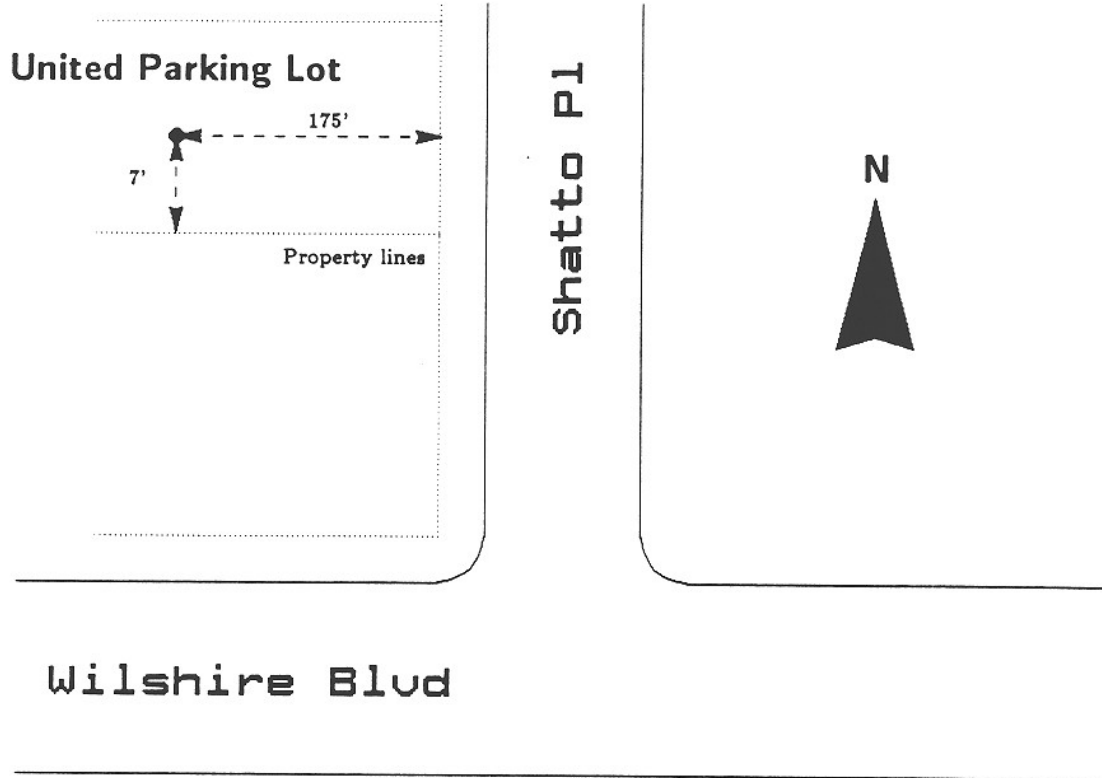 United Parking Lot
175'
7'
Property lines
Shatto Pl
N
Wilshire Blvd